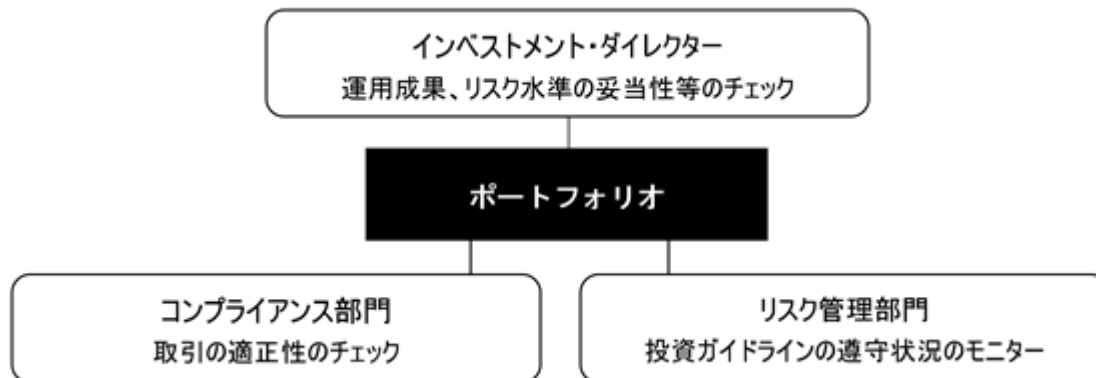 インベストメント・ダイレクター
運用成果、リスク水準の妥当性等のチェック
ポートフォリオ
コンプライアンス部門
取引の適正性のチェック
リスク管理部門
投資ガイドラインの遵守状況のモニター